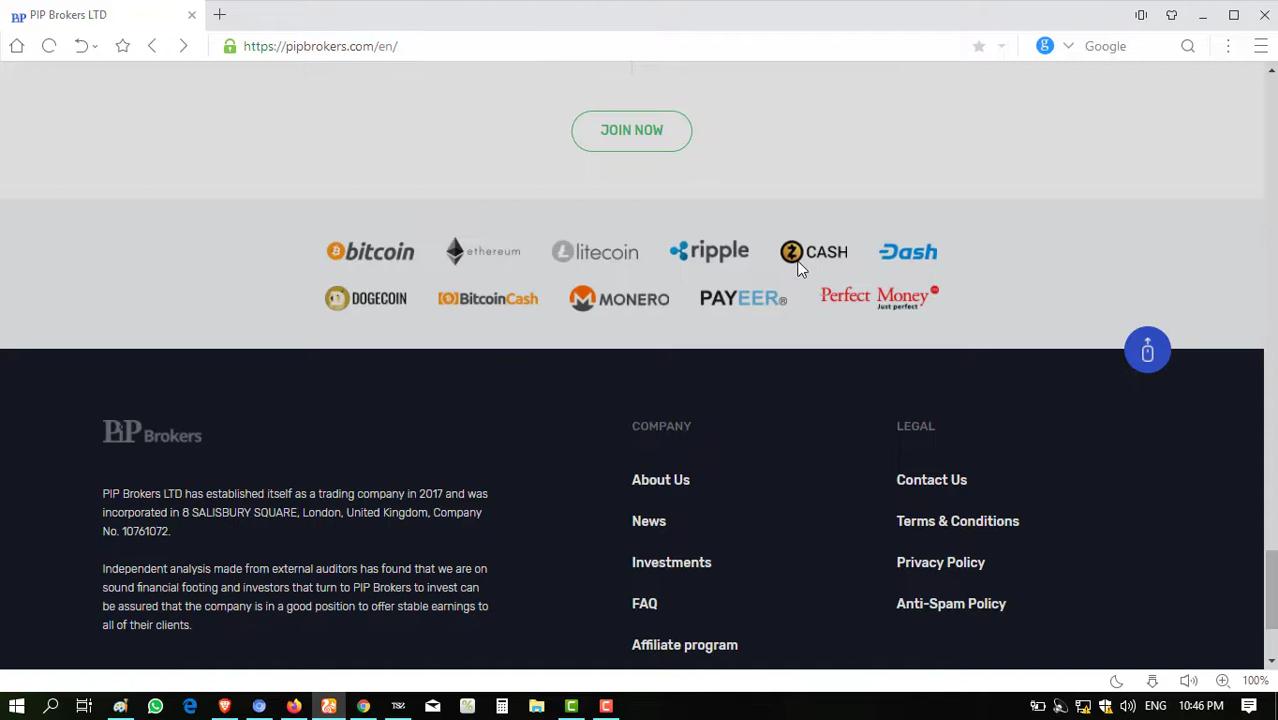 PIP Brokers LTD
https://pipbrokers.com/en/
Google
JOIN NOW
bitcoin
ethereum
litecoin
ripple
CASH
Dash
DOGECOIN
BitcoinCash
MONERO
PAYEER®
Perfect Money
Just perfect
PiP Brokers
COMPANY
LEGAL
PIP Brokers LTD has established itself as a trading company in 2017 and was
incorporated in 8 SALISBURY SQUARE, London, United Kingdom, Company
No. 10761072.
Independent analysis made from external auditors has found that we are on
sound financial footing and investors that turn to PIP Brokers to invest can
be assured that the company is in a good position to offer stable earnings to
all of their clients.
About Us
News
Investments
FAQ
Affiliate program
Contact Us
Terms & Conditions
Privacy Policy
Anti-Spam Policy
100%
ENG
10:46 PM